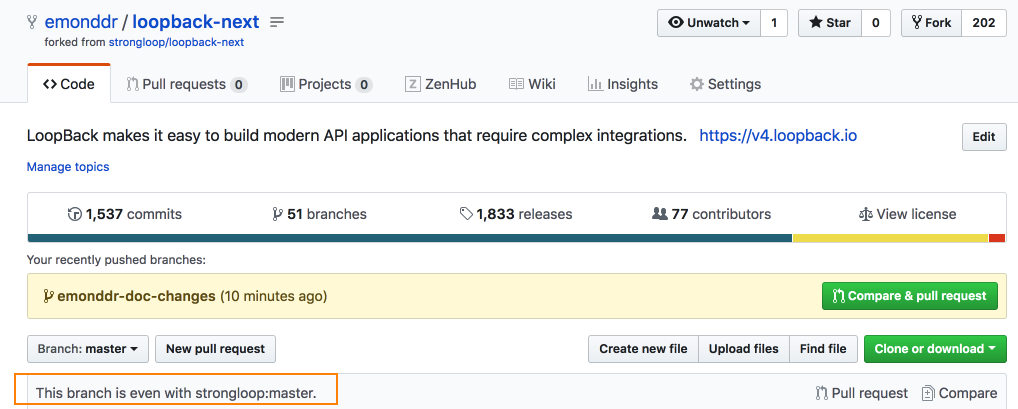 emonddr / loopback-next
Unwatch 1
Star 0
Fork 202
forked from strongloop/loopback-next
Code
Pull requests 0
Projects 0
Z ZenHub
Wiki
Insights
Settings
LoopBack makes it easy to build modern API applications that require complex integrations. https://v4.loopback.io
Edit
Manage topics
1,537 commits
51 branches
1,833 releases
77 contributors
View license
Your recently pushed branches:
emonddr-doc-changes (10 minutes ago)
Compare & pull request
Branch: master
New pull request
Create new file
Upload files
Find file
Clone or download
This branch is even with strongloop:master.
Pull request
Compare